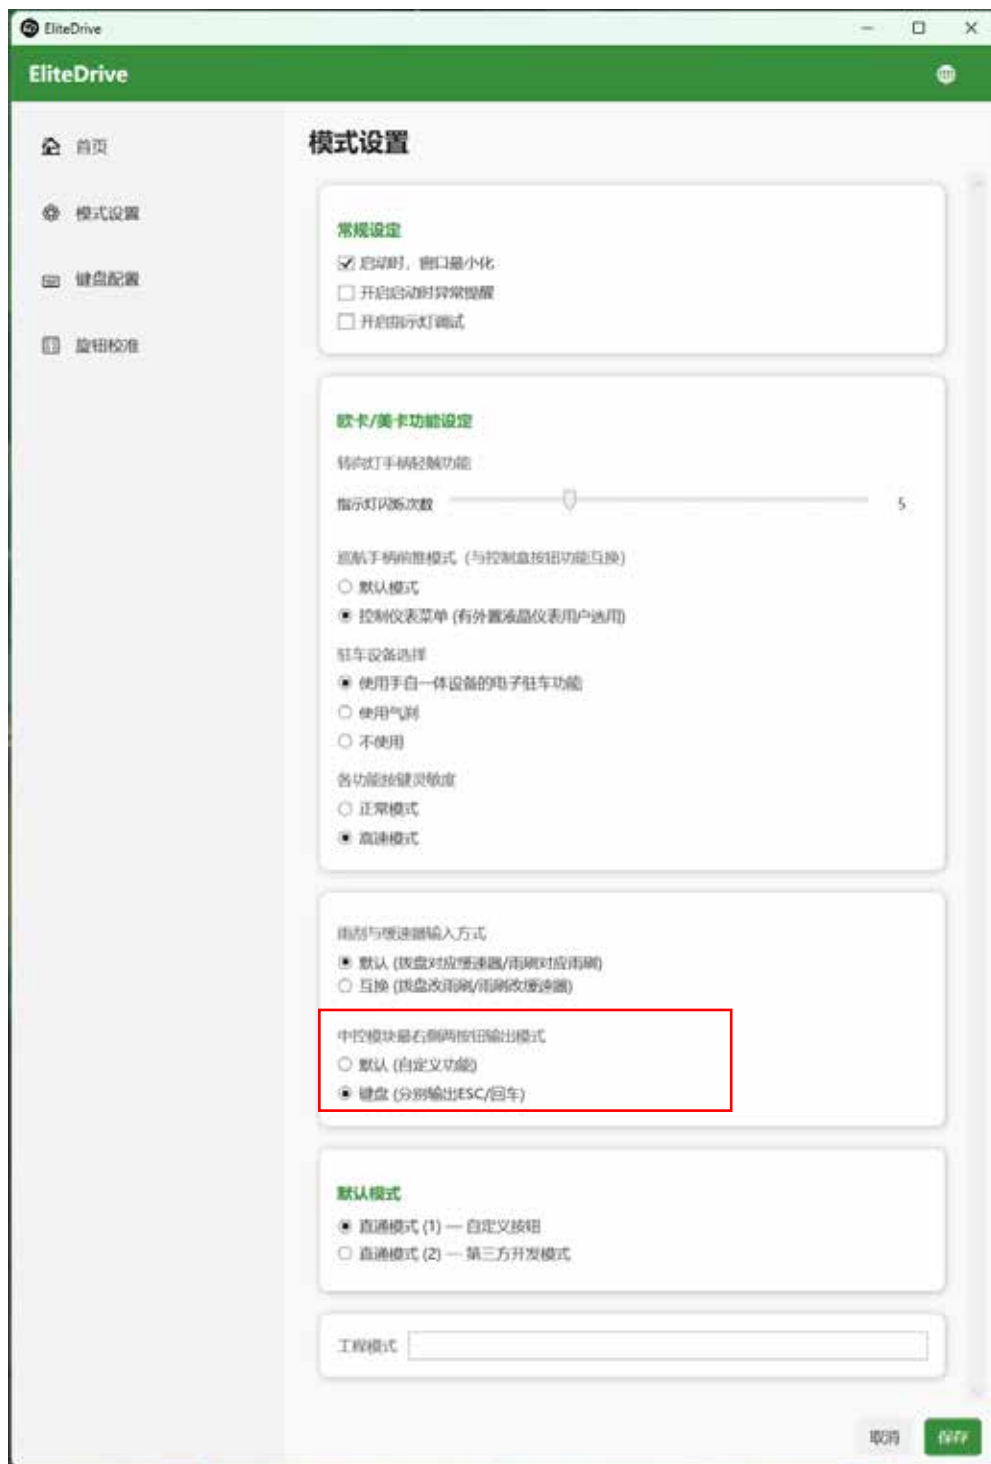 EliteDrive
EliteDrive
首页
模式设置
键盘配置
旋钮校准
模式设置
常规设定
启动时，窗口最小化
开启启动时异常提醒
开启指示灯调试
欧卡/美卡功能设定
转向灯手柄轻触功能
指示灯闪烁次数 5
巡航手柄前推模式 (与控制盒按钮功能互换)
默认模式
控制仪表菜单 (有外置液晶仪表用户选用)
驻车设备选择
使用手自一体设备的电子驻车功能
使用气刹
不使用
各功能按键灵敏度
正常模式
高速模式
雨刮与缓速器输入方式
默认 (拨盘对应缓速器/雨刷对应雨刷)
互换 (拨盘改雨刷/雨刷改缓速器)
中控模块最右侧两按钮输出模式
默认 (自定义功能)
键盘 (分别输出ESC/回车)
默认模式
直通模式 (1) — 自定义按钮
直通模式 (2) — 第三方开发模式
工程模式
取消 保存